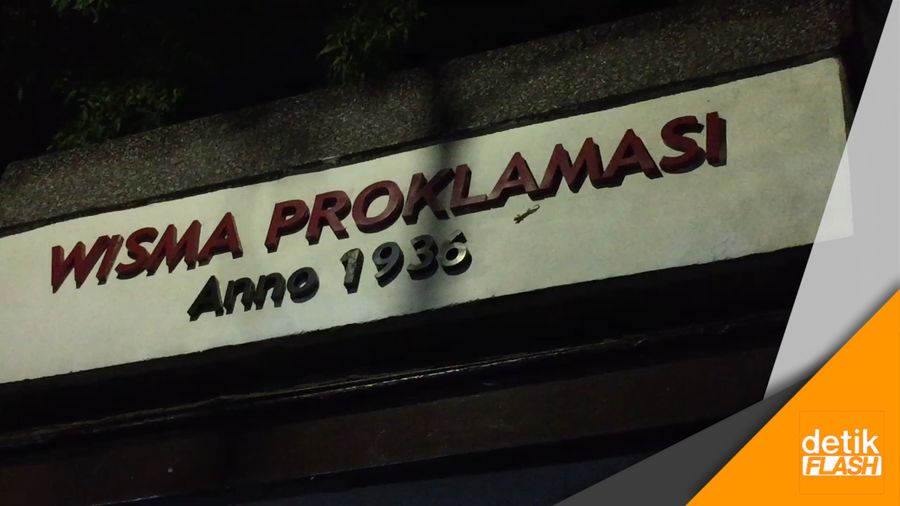 WISMA PROKLAMASI
Anno 1936
detik
FLASH